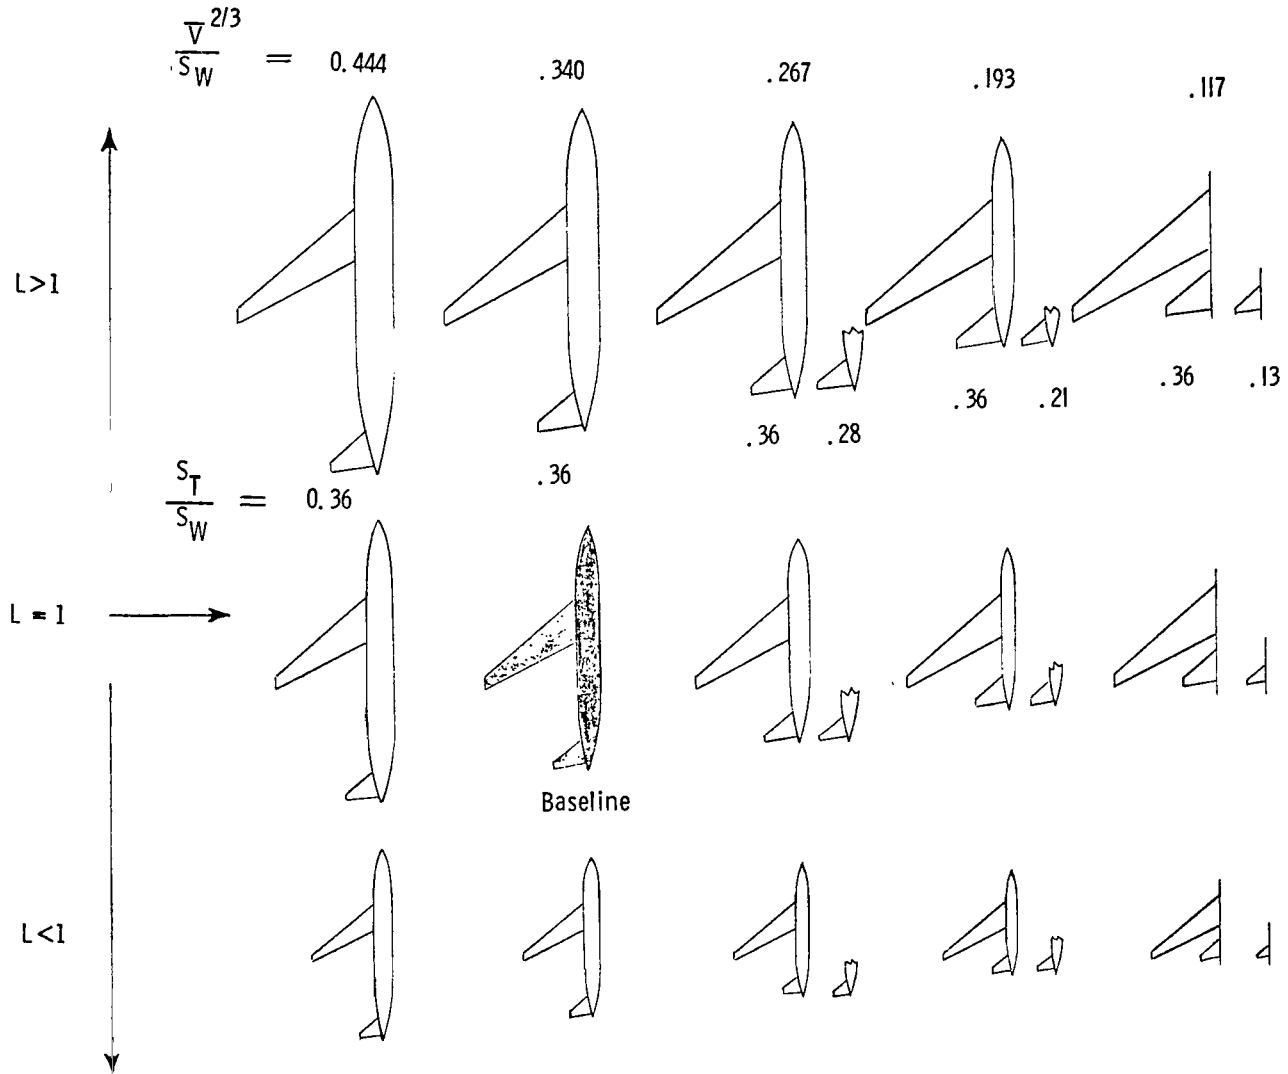 V̅ 2/3
S_W = 0.444 .340 .267 .193 .117
L>1
.36 .28 .36 .21 .36 .13
S_T
S_W = 0.36 .36
L = 1
Baseline
L<1